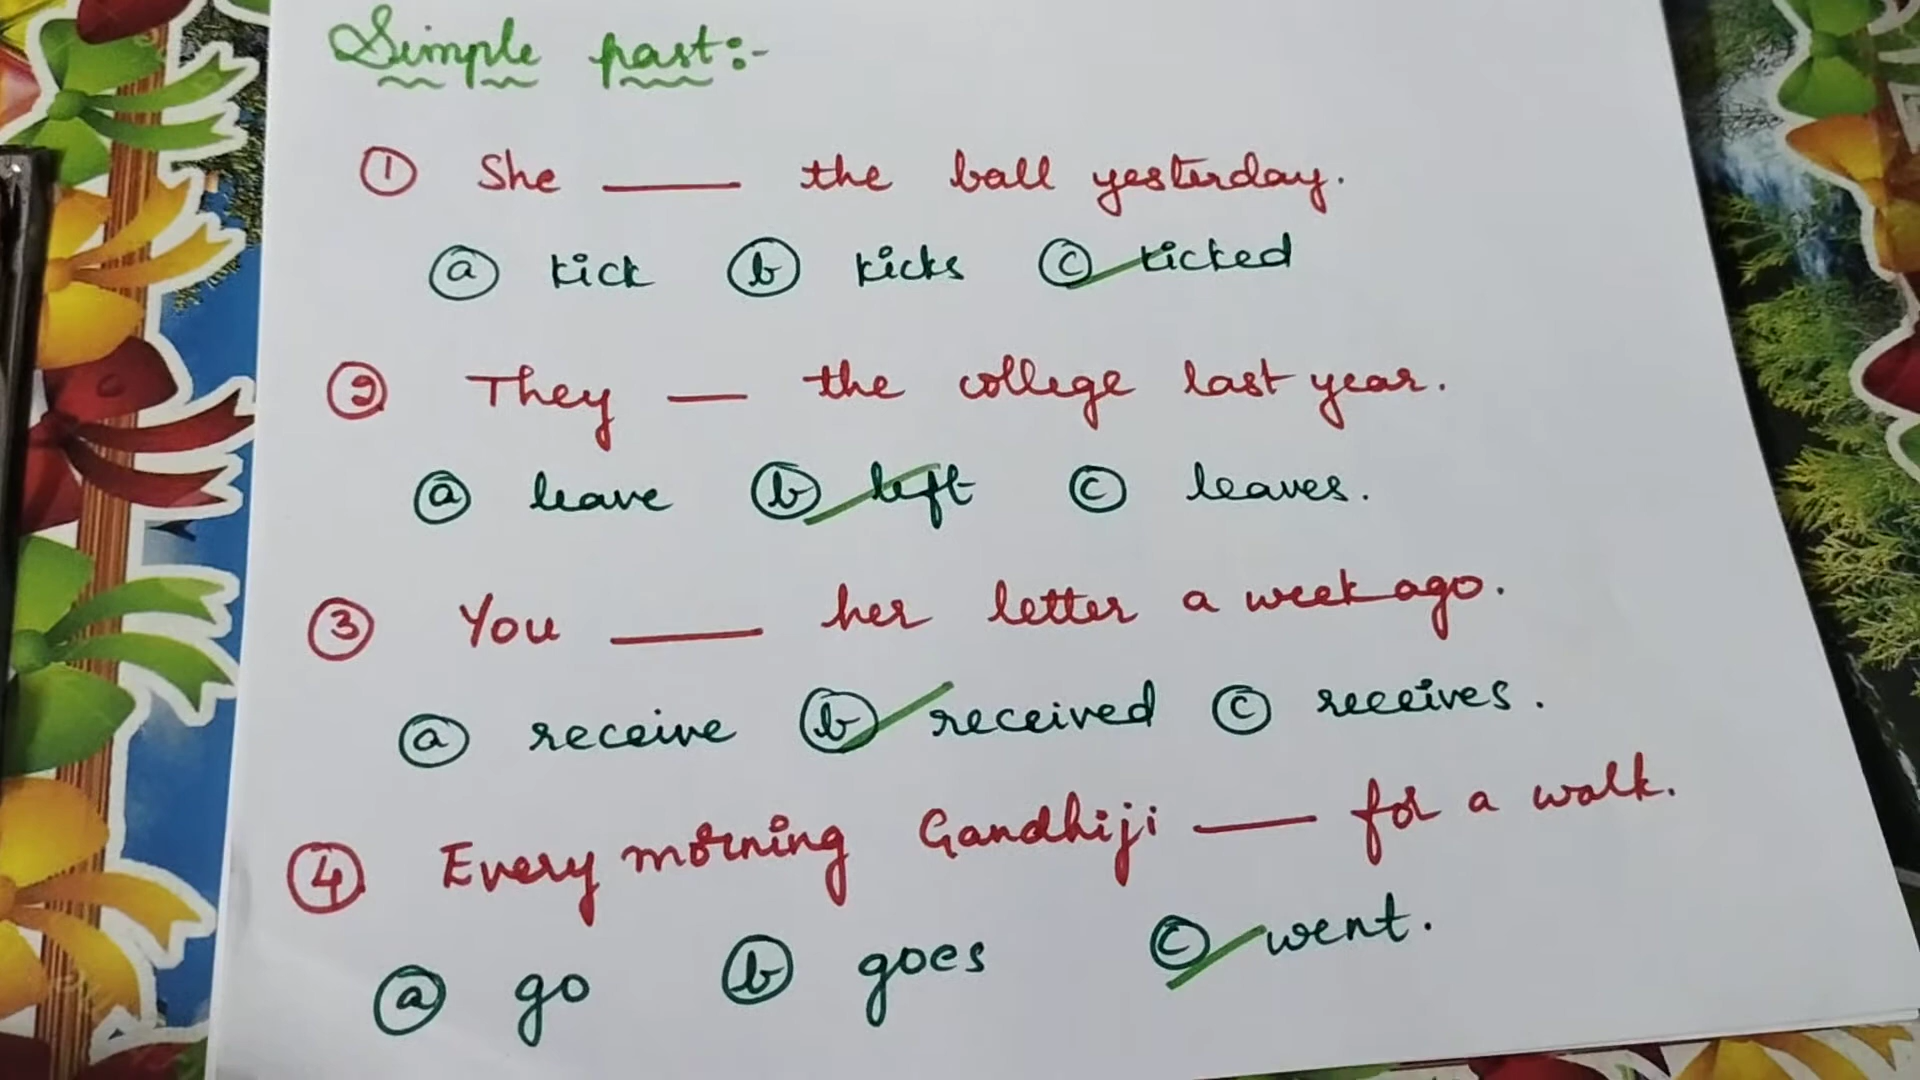 Simple past:-
① She ____ the ball yesterday.
ⓐ kick ⓑ kicks ⓒ kicked
② They __ the college last year.
ⓐ leave ⓑ left ⓒ leaves.
③ You ____ her letter a week ago.
ⓐ receive ⓑ received ⓒ receives.
④ Every morning Gandhiji ___ for a walk.
ⓐ go ⓑ goes ⓒ went.